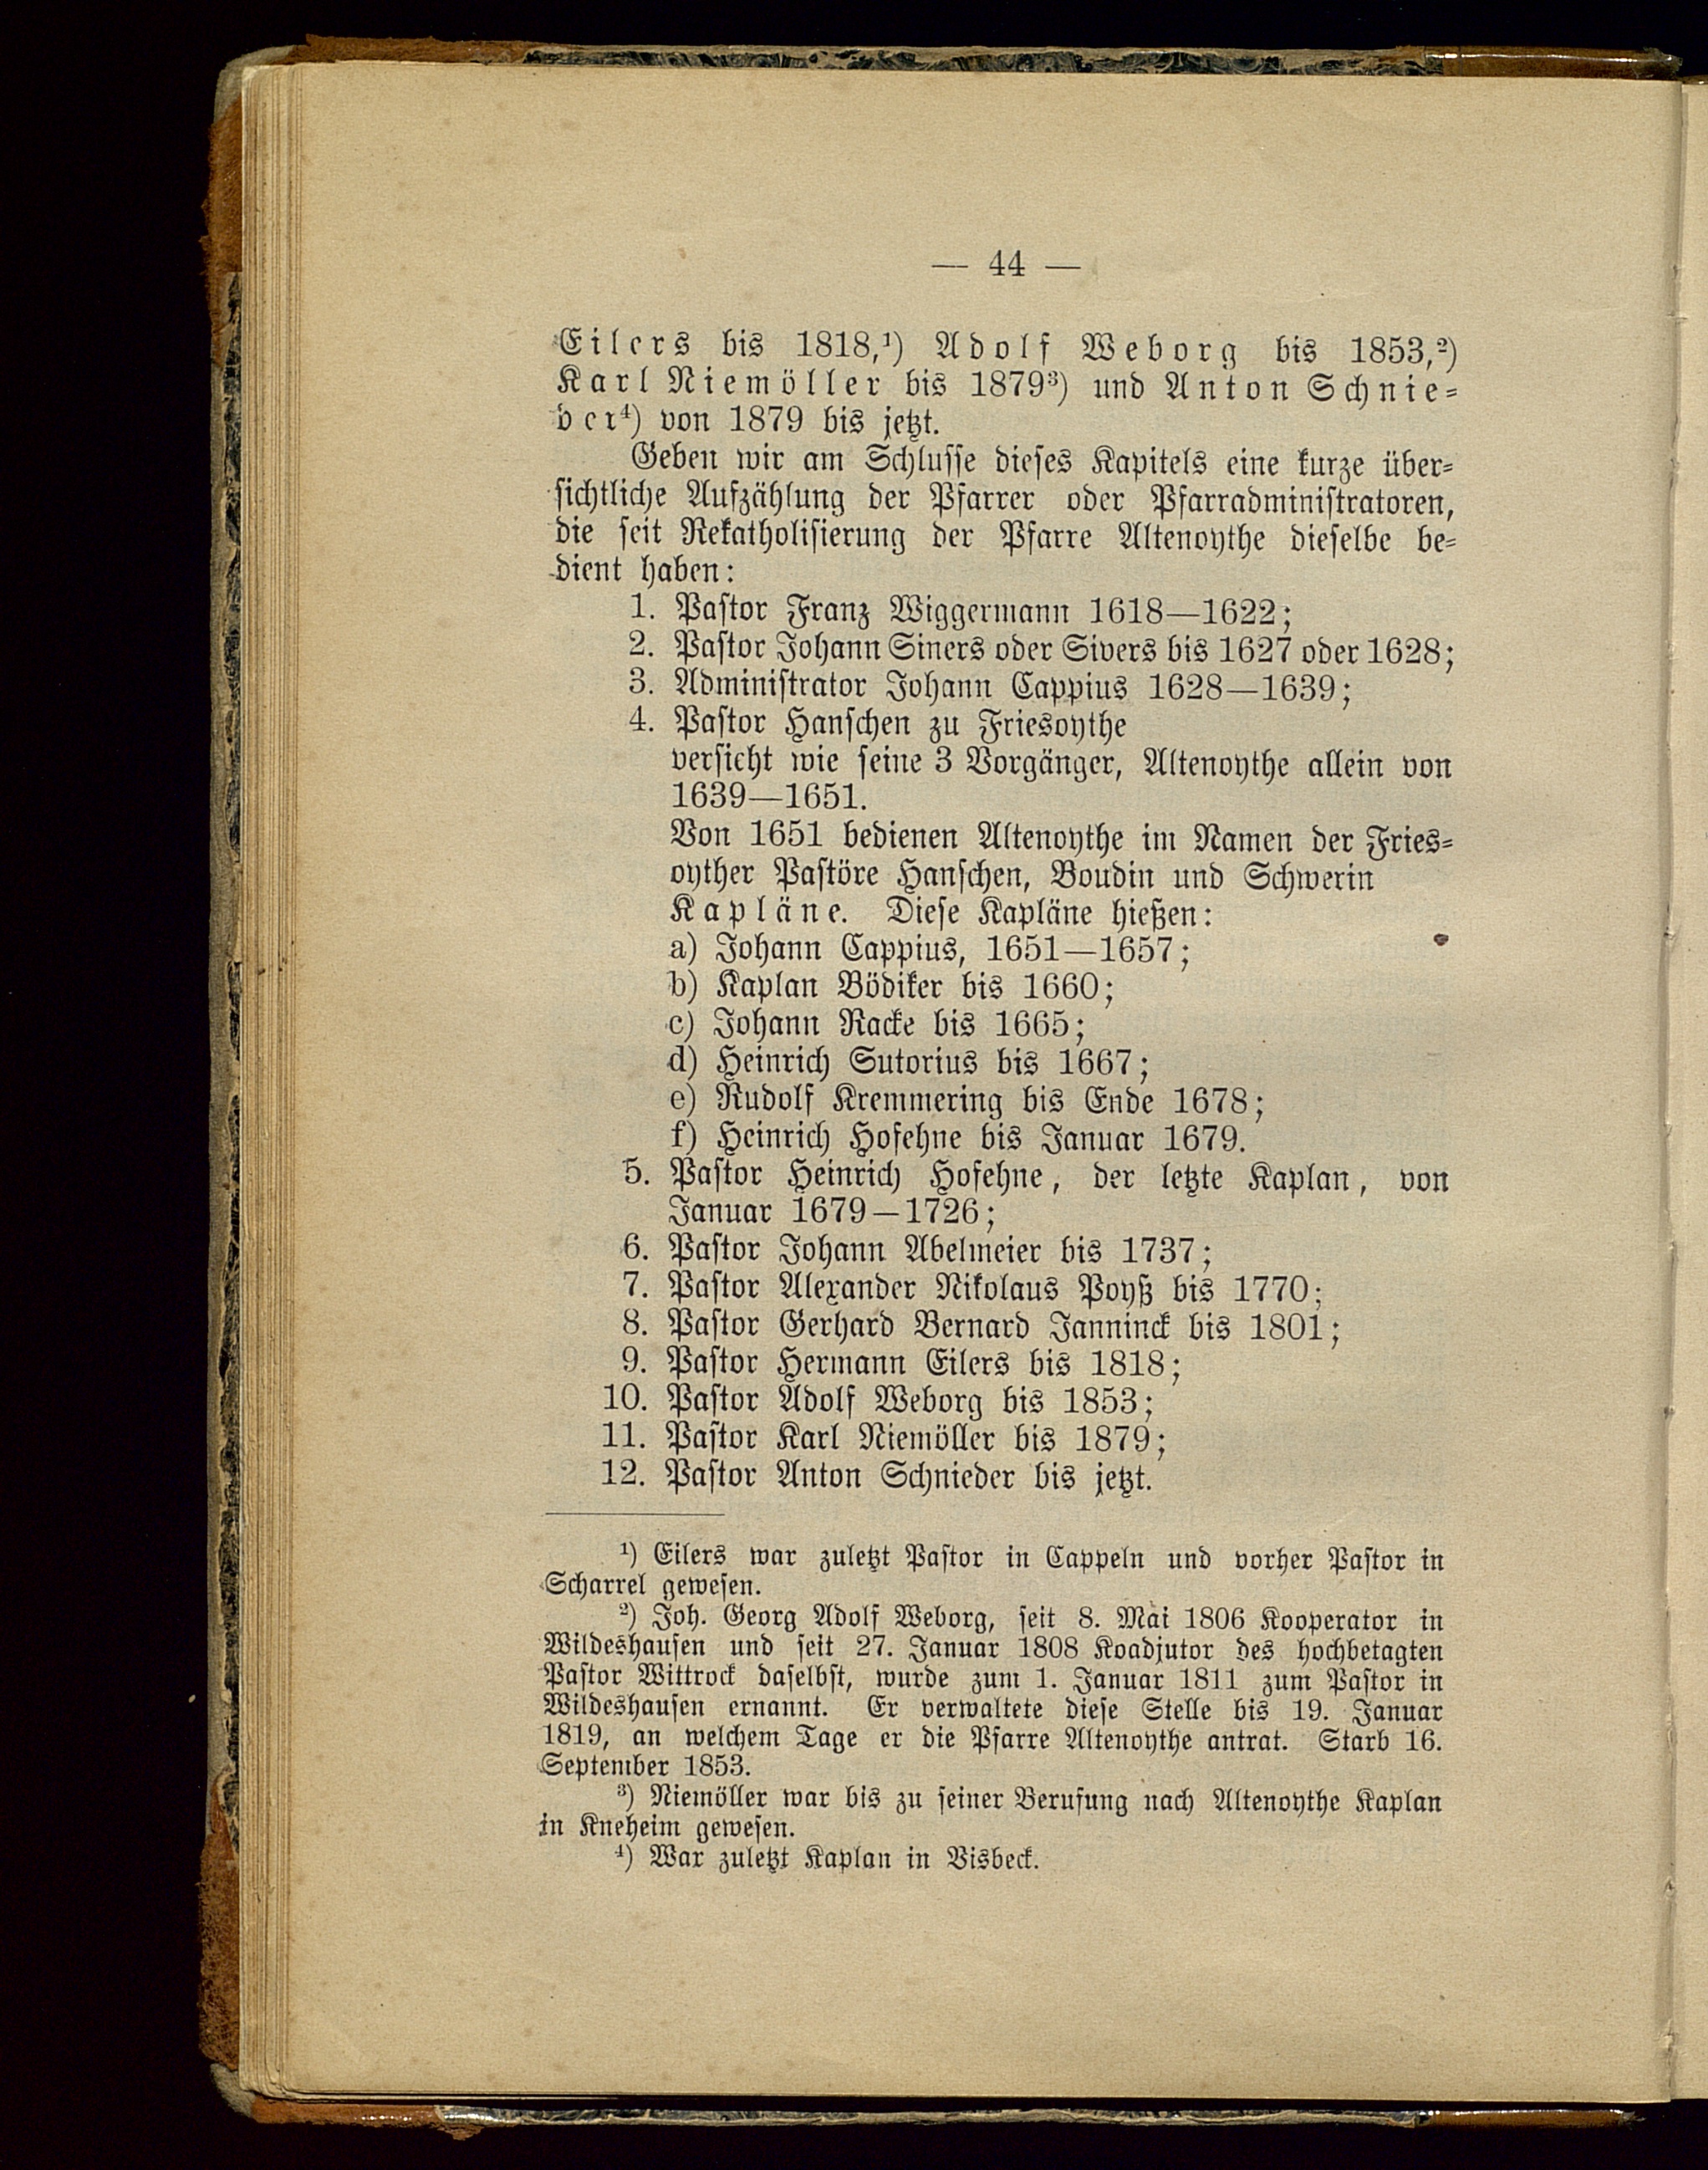 — 44 —
Eilers bis 1818,¹) Adolf Weborg bis 1853,²)
Karl Niemöller bis 1879³) und Anton Schnie-
der⁴) von 1879 bis jetzt.
Geben wir am Schlusse dieses Kapitels eine kurze über-
sichtliche Aufzählung der Pfarrer oder Pfarradministratoren,
die seit Rekatholisierung der Pfarre Altenoythe dieselbe be-
dient haben:
1. Pastor Franz Wiggermann 1618—1622;
2. Pastor Johann Siners oder Sivers bis 1627 oder 1628;
3. Administrator Johann Cappius 1628—1639;
4. Pastor Hanschen zu Friesoythe
versieht wie seine 3 Vorgänger, Altenoythe allein von
1639—1651.
Von 1651 bedienen Altenoythe im Namen der Fries-
oyther Pastöre Hanschen, Boudin und Schwerin
Kapläne. Diese Kapläne hießen:
a) Johann Cappius, 1651—1657;
b) Kaplan Bödiker bis 1660;
c) Johann Racke bis 1665;
d) Heinrich Sutorius bis 1667;
e) Rudolf Kremmering bis Ende 1678;
f) Heinrich Hofehne bis Januar 1679.
5. Pastor Heinrich Hofehne, der letzte Kaplan, von
Januar 1679—1726;
6. Pastor Johann Abelmeier bis 1737;
7. Pastor Alexander Nikolaus Poyß bis 1770;
8. Pastor Gerhard Bernard Janninck bis 1801;
9. Pastor Hermann Eilers bis 1818;
10. Pastor Adolf Weborg bis 1853;
11. Pastor Karl Niemöller bis 1879;
12. Pastor Anton Schnieder bis jetzt.
¹) Eilers war zuletzt Pastor in Cappeln und vorher Pastor in
Scharrel gewesen.
²) Joh. Georg Adolf Weborg, seit 8. Mai 1806 Kooperator in
Wildeshausen und seit 27. Januar 1808 Koadjutor des hochbetagten
Pastor Wittrock daselbst, wurde zum 1. Januar 1811 zum Pastor in
Wildeshausen ernannt. Er verwaltete diese Stelle bis 19. Januar
1819, an welchem Tage er die Pfarre Altenoythe antrat. Starb 16.
September 1853.
³) Niemöller war bis zu seiner Berufung nach Altenoythe Kaplan
in Kneheim gewesen.
⁴) War zuletzt Kaplan in Visbeck.